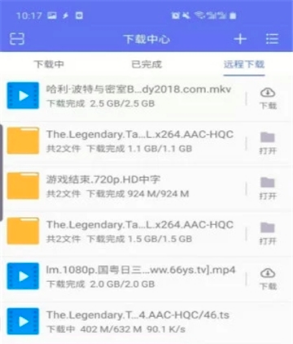 10:17
下载中心
下载中
已完成
远程下载
哈利·波特与密室B...dy2018.com.mkv
下载完成 2.5 GB/2.5 GB
下载
The.Legendary.Ta...L.x264.AAC-HQC
共2文件 下载完成 1.1 GB/1.1 GB
打开
游戏结束.720p.HD中字
共2文件 下载完成 924 M/924 M
打开
The.Legendary.Ta...L.x264.AAC-HQC
共2文件 下载完成 1.5 GB/1.5 GB
打开
lm.1080p.国粤日三...ww.66ys.tv].mp4
下载完成 2 GB/2 GB
下载
The.Legendary.T...4.AAC-HQC/46.ts
下载中 402 M/632 M 90.1 K/s